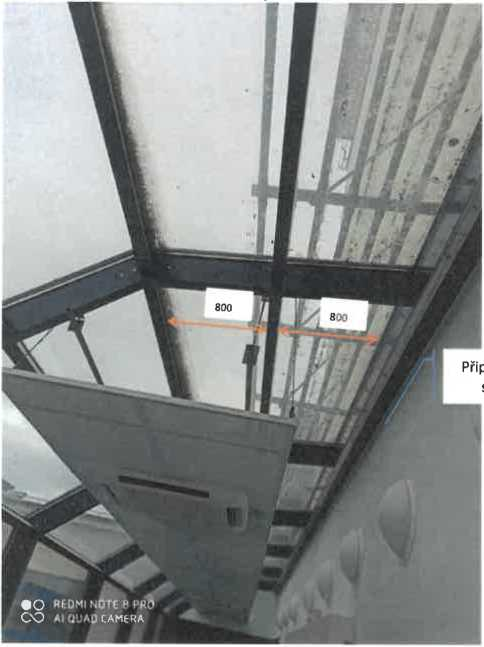 800
800
Přip
s
REDMI NOTE 8 PRO
AI QUAD CAMERA